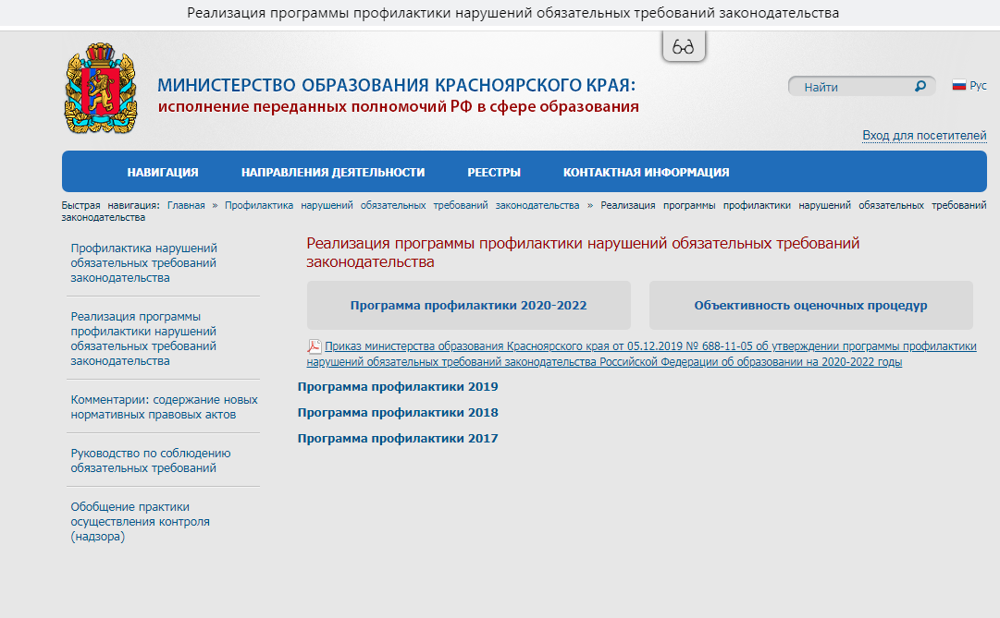 Реализация программы профилактики нарушений обязательных требований законодательства
МИНИСТЕРСТВО ОБРАЗОВАНИЯ КРАСНОЯРСКОГО КРАЯ:
исполнение переданных полномочий РФ в сфере образования
Найти
Рус
Вход для посетителей
НАВИГАЦИЯ НАПРАВЛЕНИЯ ДЕЯТЕЛЬНОСТИ РЕЕСТРЫ КОНТАКТНАЯ ИНФОРМАЦИЯ
Быстрая навигация: Главная » Профилактика нарушений обязательных требований законодательства » Реализация программы профилактики нарушений обязательных требований
законодательства
Профилактика нарушений
обязательных требований
законодательства
Реализация программы
профилактики нарушений
обязательных требований
законодательства
Комментарии: содержание новых
нормативных правовых актов
Руководство по соблюдению
обязательных требований
Обобщение практики
осуществления контроля
(надзора)
Реализация программы профилактики нарушений обязательных требований
законодательства
Программа профилактики 2020-2022
Объективность оценочных процедур
Приказ министерства образования Красноярского края от 05.12.2019 № 688-11-05 об утверждении программы профилактики
нарушений обязательных требований законодательства Российской Федерации об образовании на 2020-2022 годы
Программа профилактики 2019
Программа профилактики 2018
Программа профилактики 2017